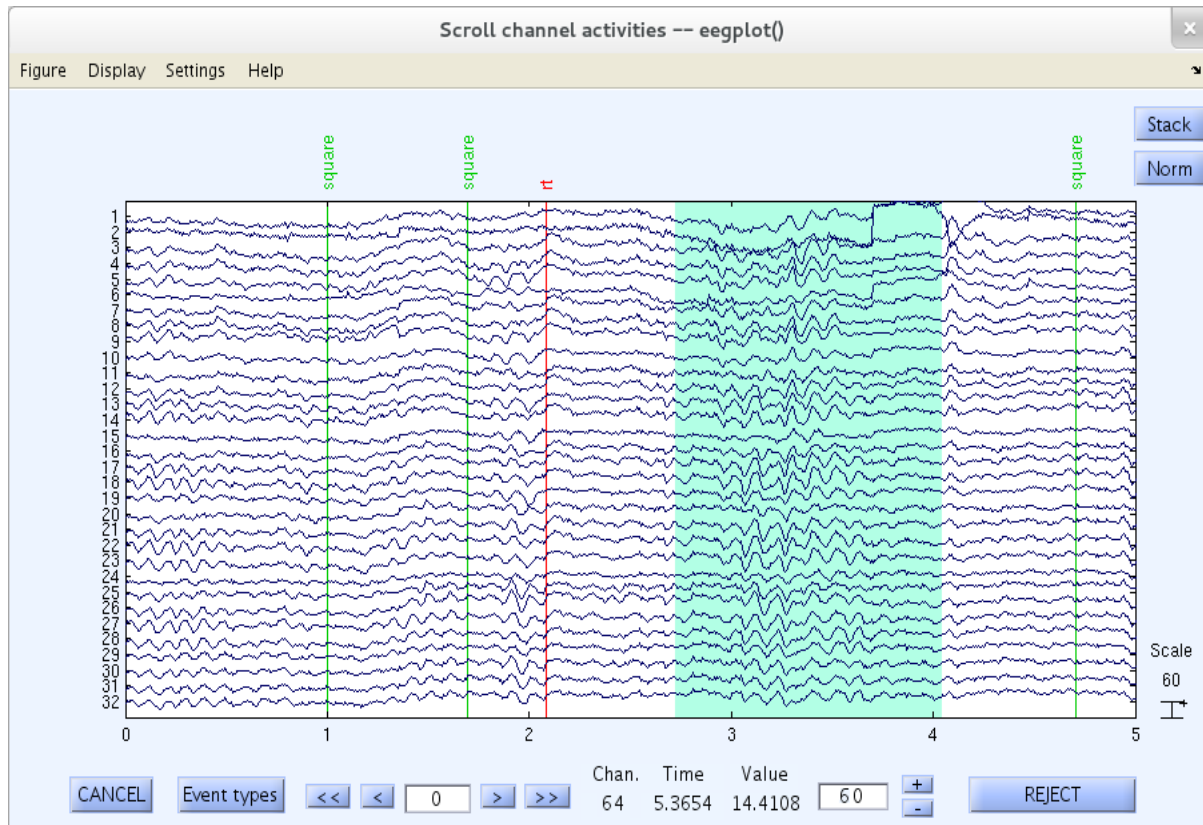 Scroll channel activities -- eegplot()
x
Figure Display Settings Help
Stack
Norm
square
square
rt
square
1
2
3
4
5
6
7
8
9
10
11
12
13
14
15
16
17
18
19
20
21
22
23
24
25
26
27
28
29
30
31
32
0 1 2 3 4 5
Scale
60
CANCEL Event types << < 0 > >>
Chan. Time Value
64 5.3654 14.4108
60
+
-
REJECT